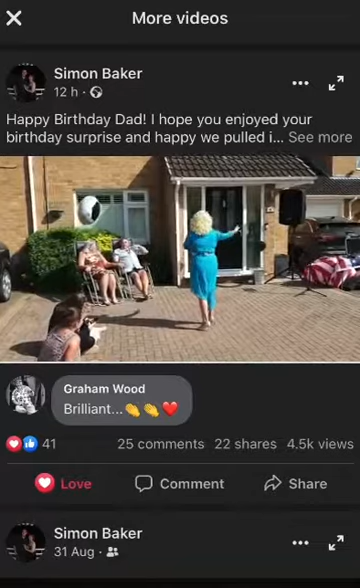 More videos
Simon Baker
12 h ·
Happy Birthday Dad! I hope you enjoyed your
birthday surprise and happy we pulled i... See more
Graham Wood
Brilliant...👏👏❤️
41 25 comments 22 shares 4.5k views
Love Comment Share
Simon Baker
31 Aug ·